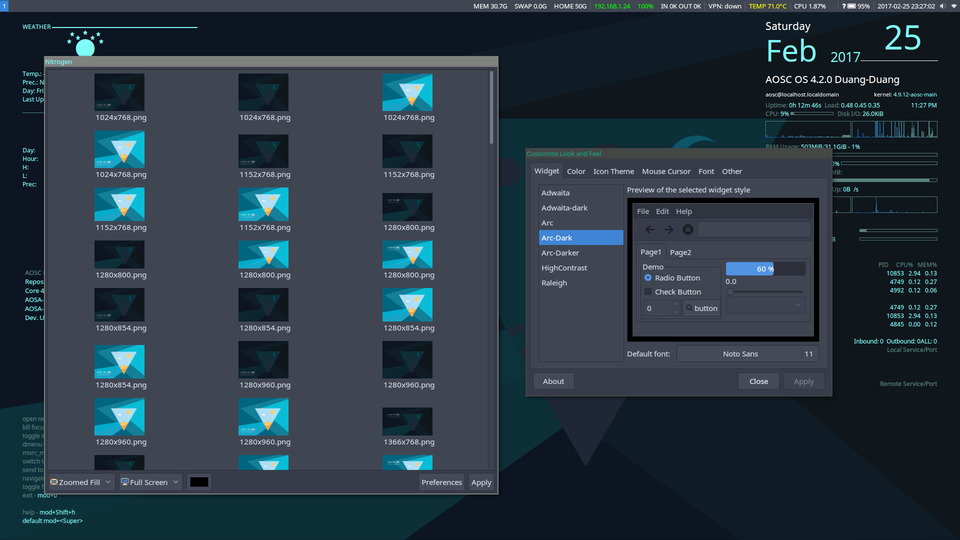 1
MEM 30.7G SWAP 0.0G HOME 50G 192.168.1.24 100% IN 0K OUT 0K VPN: down TEMP 71.0°C CPU 1.87% ? 95% 2017-02-25 23:27:02
WEATHER
Temp.:
Prec.: N
Day: Fri
Last Up
Day:
Hour:
H:
L:
Prec:
AOSC
Repos
Core 4
AOSA-
AOSA-
Dev. U
open re
kill focu
toggle s
dmenu
morc_m
switch t
send to
navigat
toggle f
exit - mod+0
help - mod+Shift+h
default mod=<Super>
Nitrogen
1024x768.png 1024x768.png 1024x768.png
1024x768.png 1152x768.png 1152x768.png
1152x768.png 1152x768.png 1280x800.png
1280x800.png 1280x800.png 1280x800.png
1280x854.png 1280x854.png 1280x854.png
1280x854.png 1280x960.png 1280x960.png
1280x960.png 1280x960.png 1366x768.png
Zoomed Fill Full Screen Preferences Apply
Customize Look and Feel
Widget Color Icon Theme Mouse Cursor Font Other
Adwaita
Adwaita-dark
Arc
Arc-Dark
Arc-Darker
HighContrast
Raleigh
Preview of the selected widget style
File Edit Help
Page1 Page2
Demo
Radio Button
Check Button
0 button
60 %
0.0
Default font: Noto Sans 11
About Close Apply
Saturday
Feb 2017 25
AOSC OS 4.2.0 Duang-Duang
aosc@localhost.localdomain kernel: 4.9.12-aosc-main
Uptime: 0h 12m 46s Load: 0.48 0.45 0.35 11:27 PM
CPU: 9% Disk I/O: 26.0KiB
RAM Usage: 503MiB/31.1GiB - 1%
0%
MB:
Up: 0B /s
B
PID CPU% MEM%
10853 2.94 0.13
4749 0.12 0.27
4992 0.12 0.06
4749 0.12 0.27
10853 2.94 0.13
4845 0.00 0.12
Inbound: 0 Outbound: 0ALL: 0
Local Service/Port
Remote Service/Port